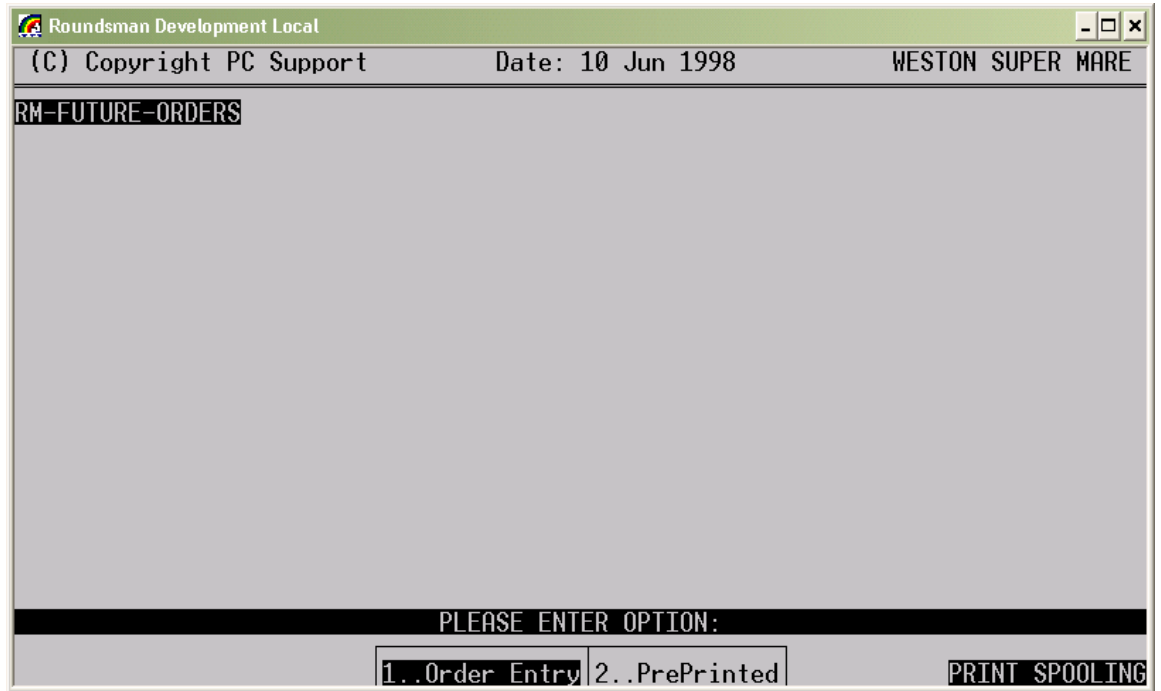 Roundsman Development Local
(C) Copyright PC Support Date: 10 Jun 1998 WESTON SUPER MARE
RM-FUTURE-ORDERS
PLEASE ENTER OPTION:
1..Order Entry 2..PrePrinted PRINT SPOOLING